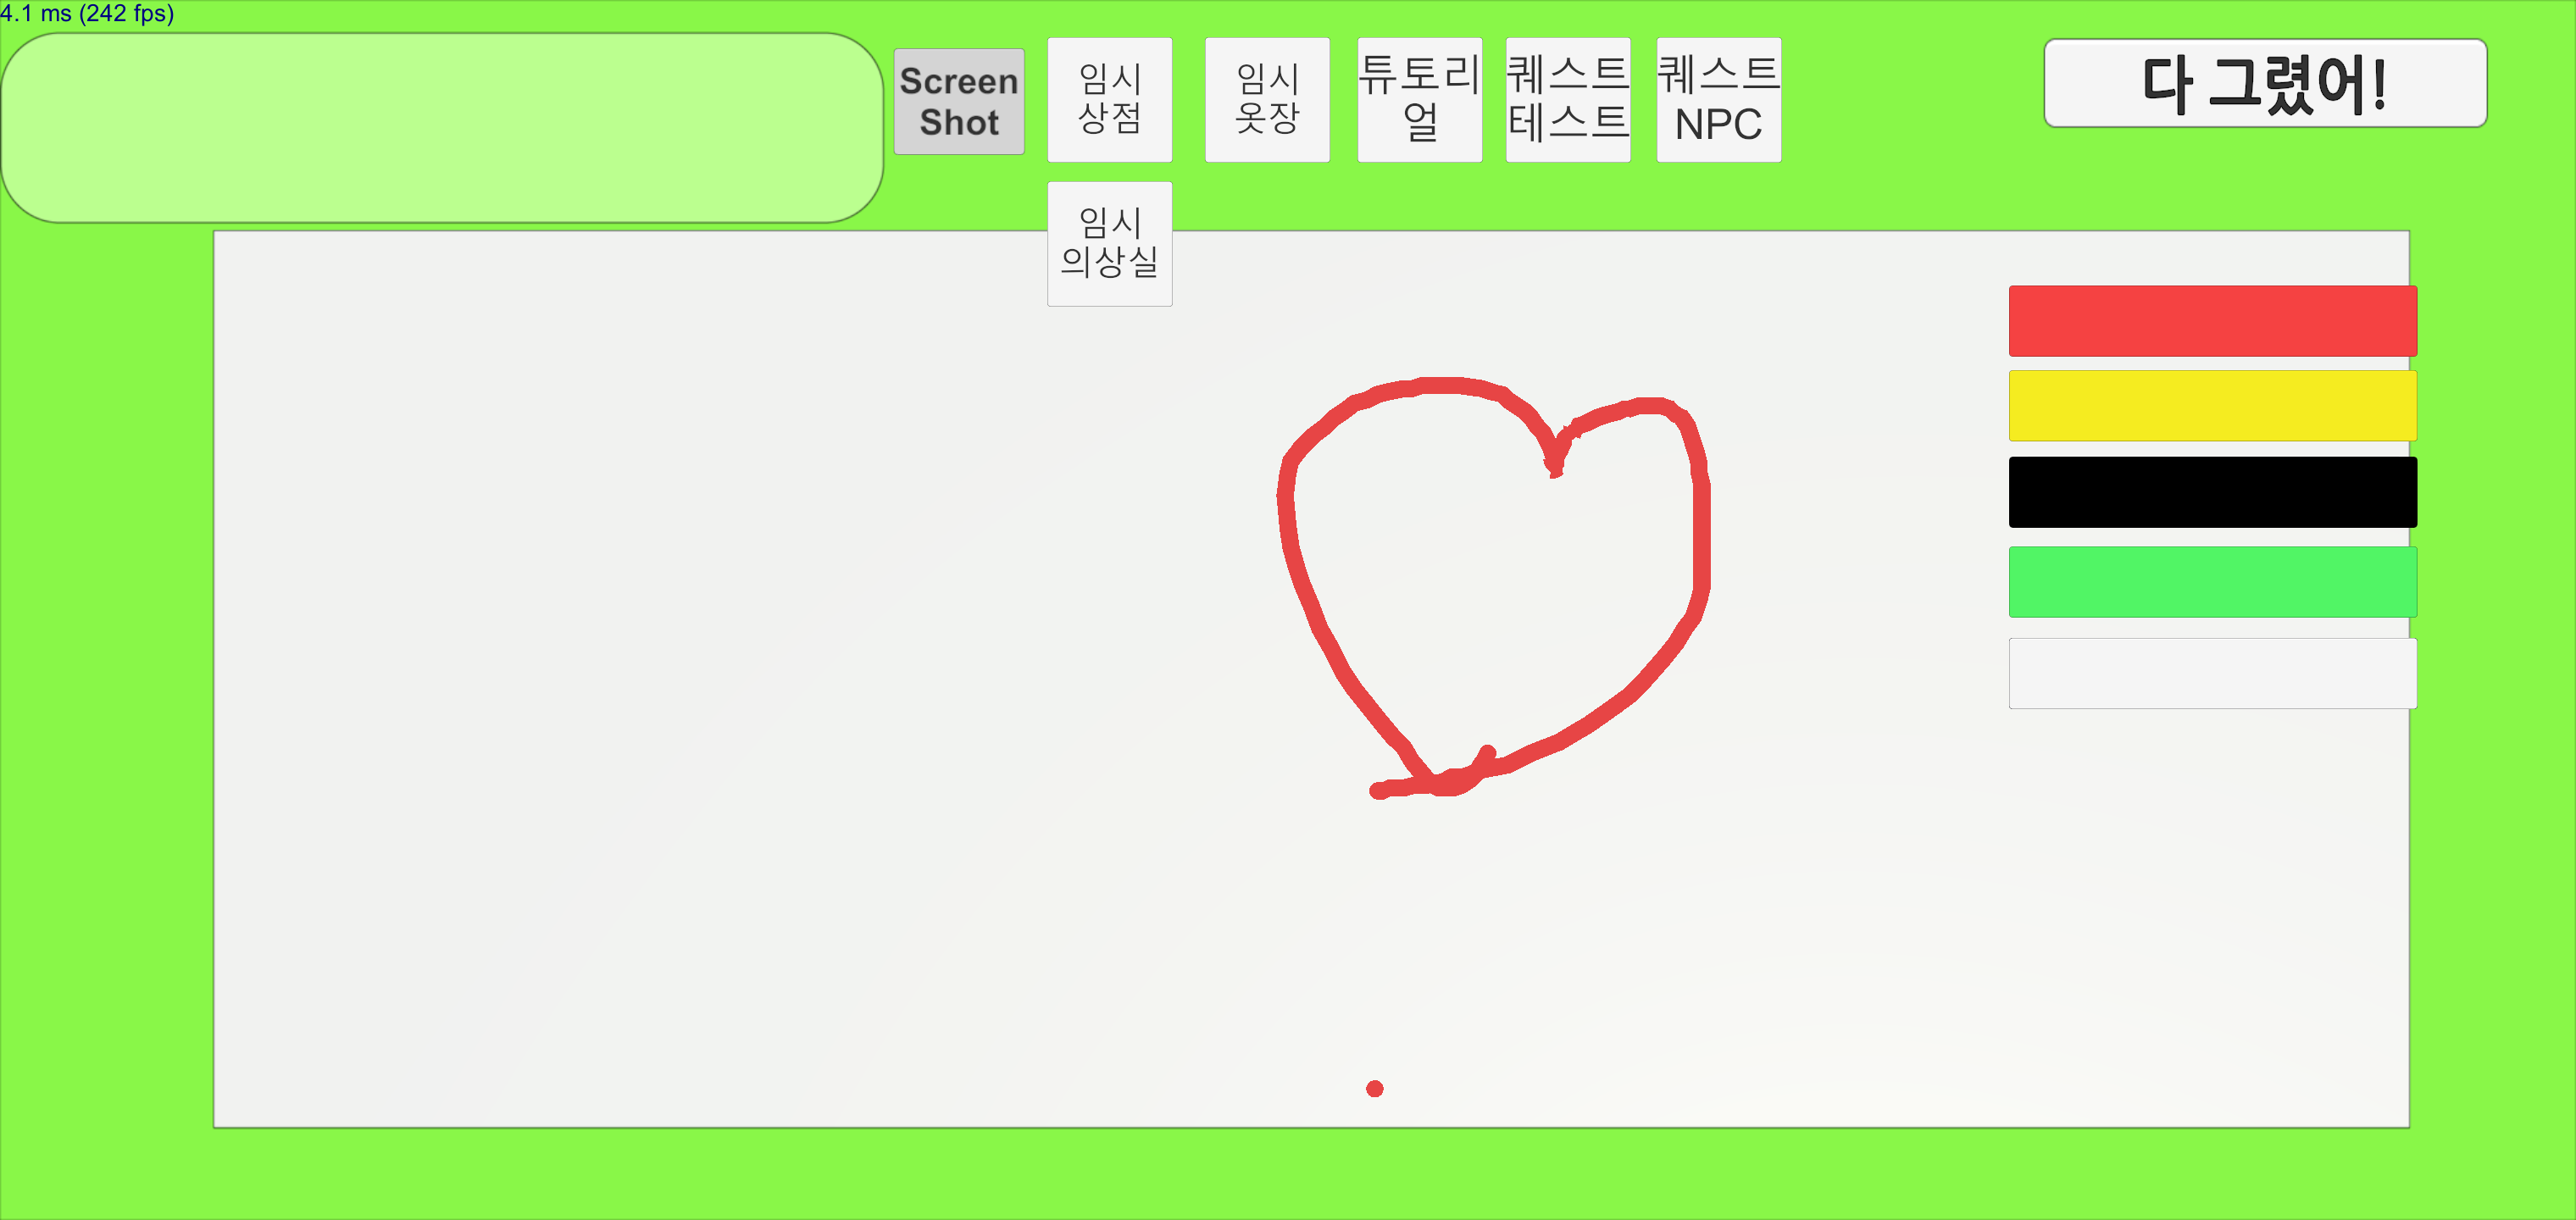 4.1 ms (242 fps)
Screen
Shot
임시
상점
임시
옷장
튜토리
얼
퀘스트
테스트
퀘스트
NPC
다 그렸어!
임시
의상실